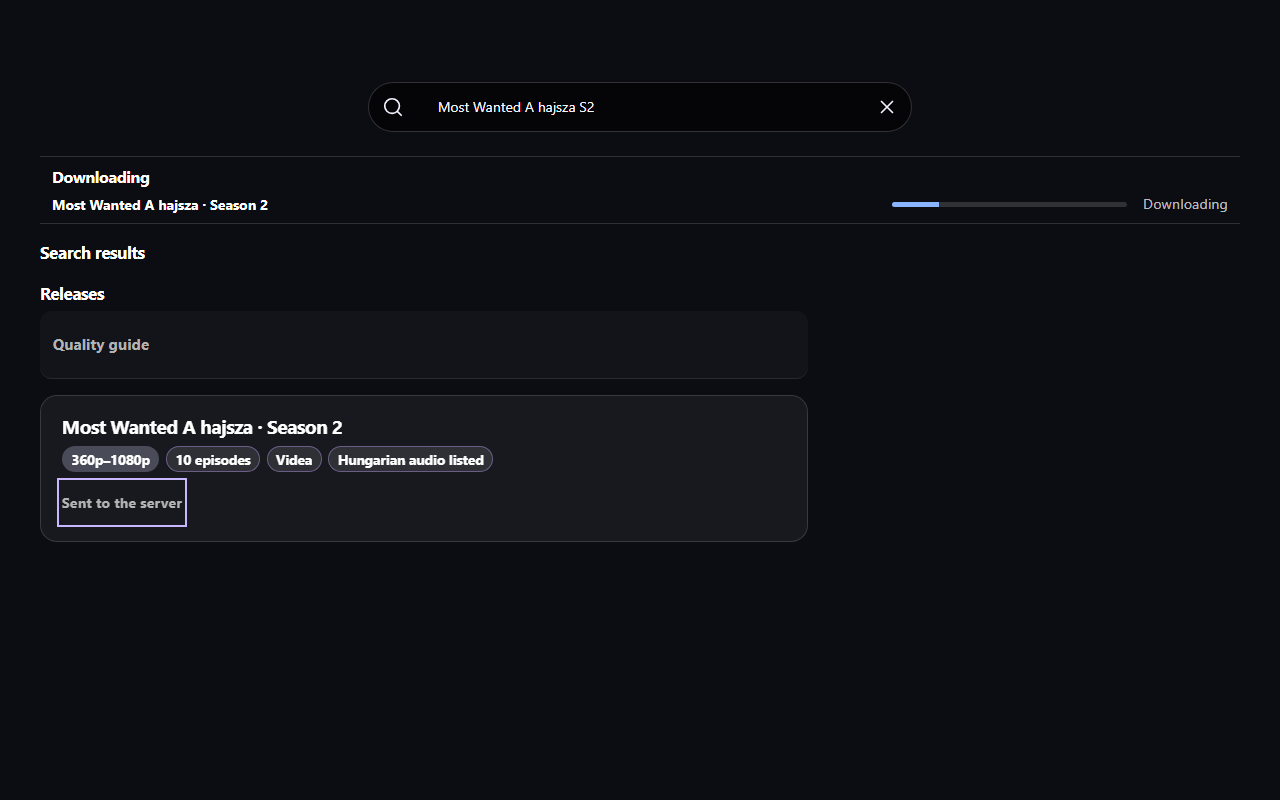 Most Wanted A hajsza S2
Downloading
Most Wanted A hajsza · Season 2
Downloading
Search results
Releases
Quality guide
Most Wanted A hajsza · Season 2
360p–1080p 10 episodes Videa Hungarian audio listed
Sent to the server